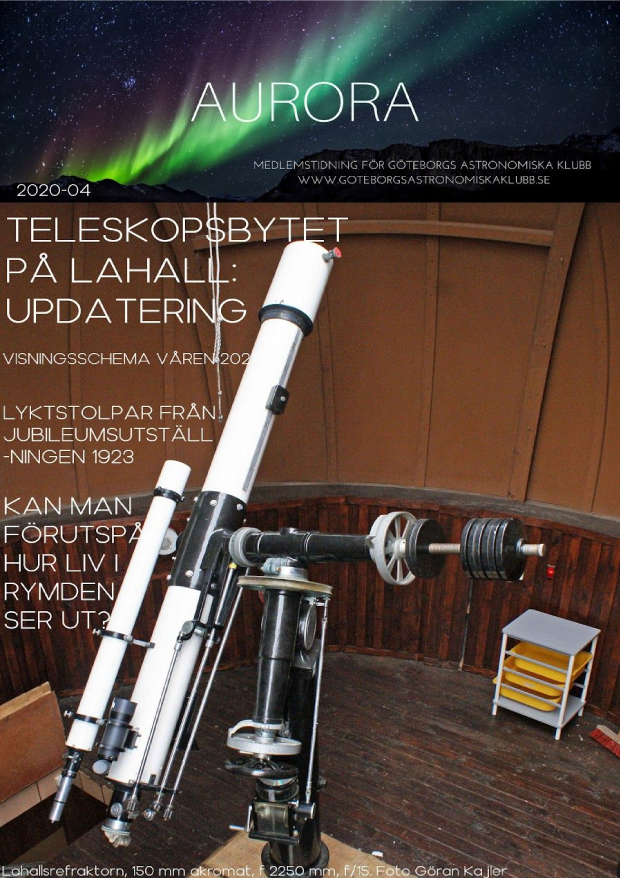 AURORA
MEDLEMSTIDNING FÖR GÖTEBORGS ASTRONOMISKA KLUBB
WWW.GOTEBORGSASTRONOMISKAKLUBB.SE
2020-04
TELESKOPSBYTET
PÅ LAHALL:
UPDATERING
VISNINGSSCHEMA VÅREN 202
LYKTSTOLPAR FRÅN
JUBILEUMSUTSTÄLL
-NINGEN 1923
KAN MAN
FÖRUTSPÅ
HUR LIV I
RYMDEN
SER UT?
Lahallsrefraktorn, 150 mm akromat, f 2250 mm, f/15. Foto Göran Kajler